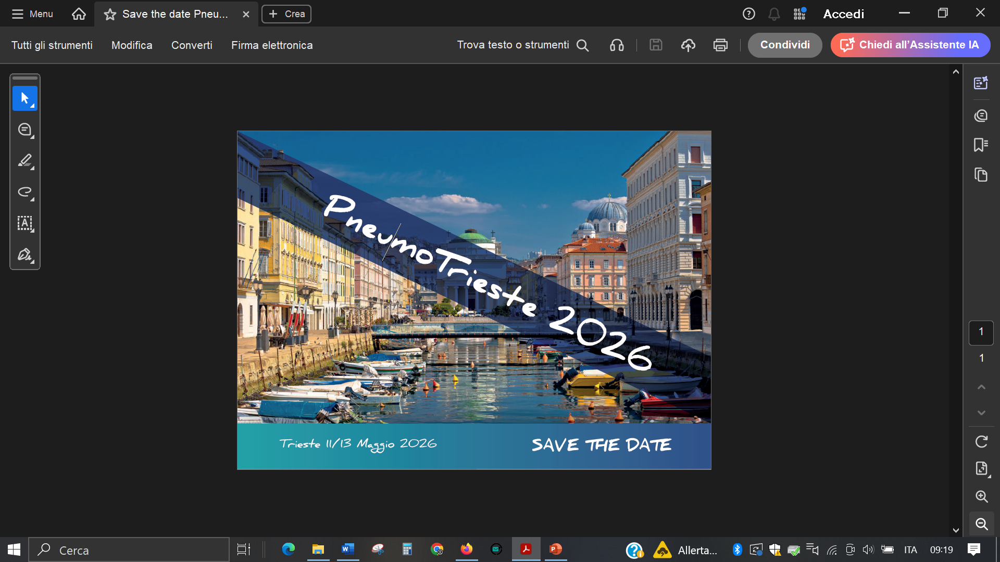 Menu
Save the date Pneu...
Crea
Accedi
Tutti gli strumenti
Modifica
Converti
Firma elettronica
Trova testo o strumenti
Condividi
Chiedi all'Assistente IA
PneumoTrieste 2026
Trieste 11/13 Maggio 2026
SAVE THE DATE
1
1
Cerca
Allerta...
ITA
09:19